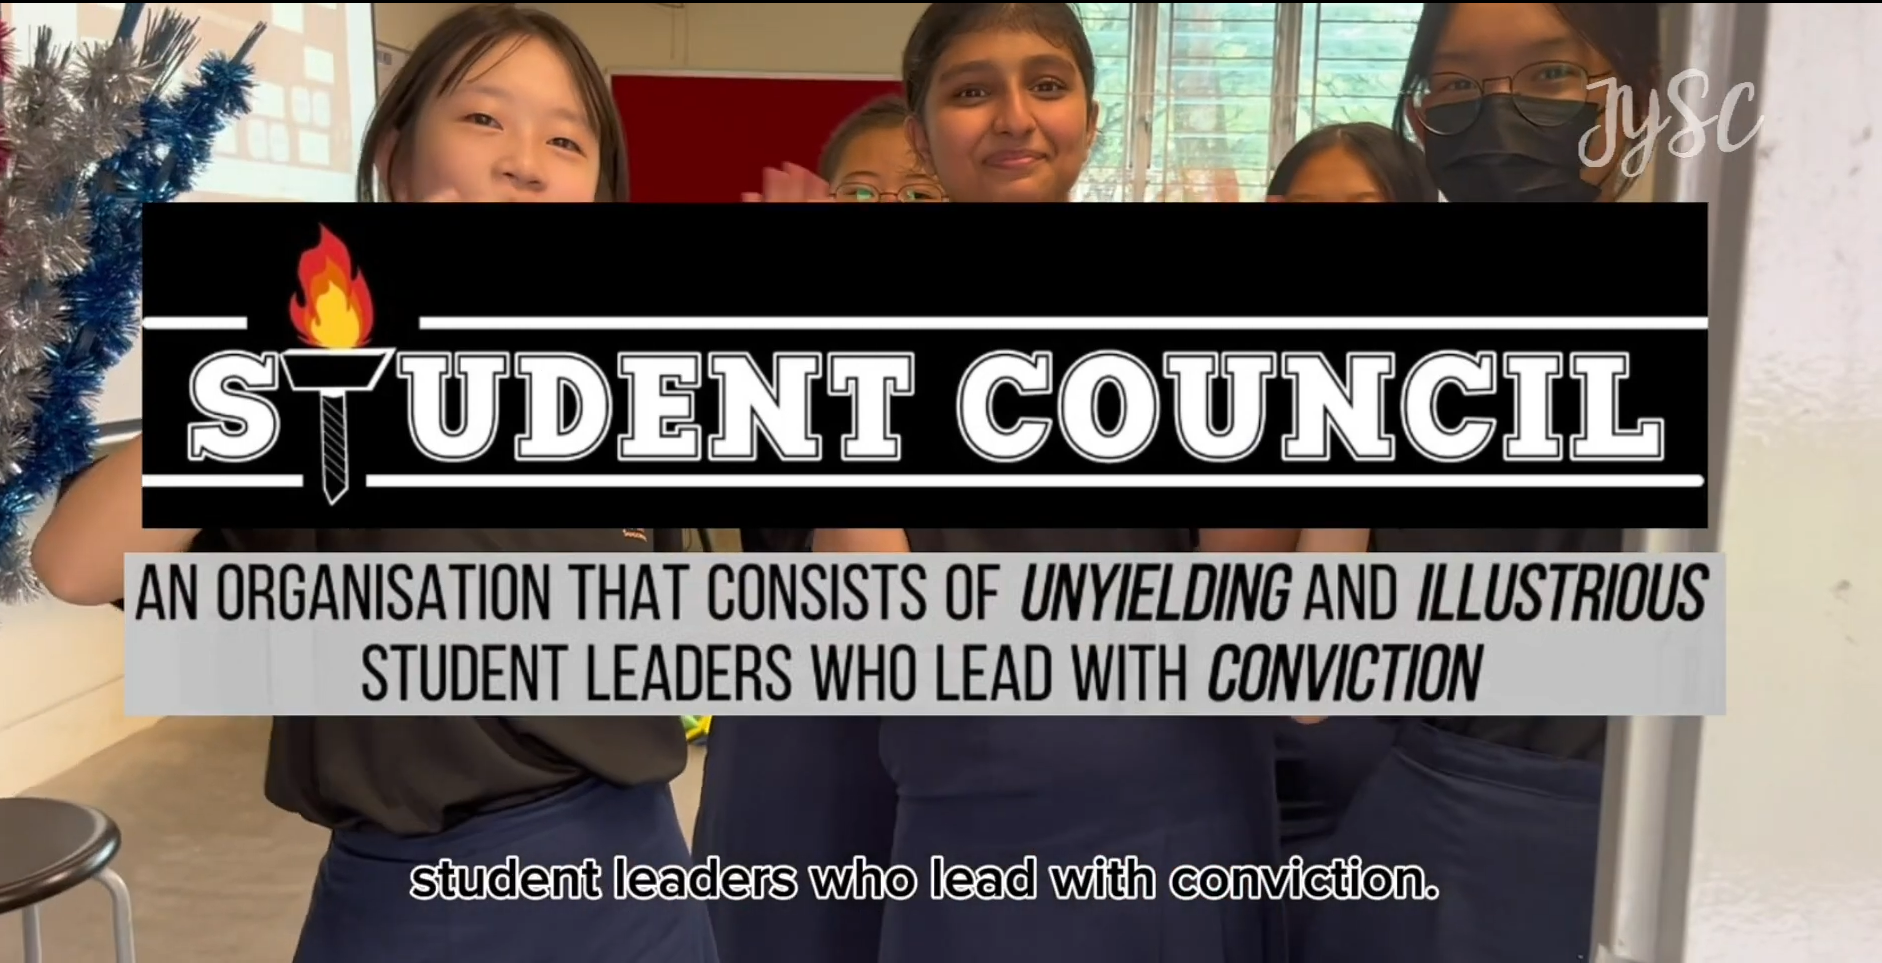 JYSC
STUDENT COUNCIL
AN ORGANISATION THAT CONSISTS OF UNYIELDING AND ILLUSTRIOUS
STUDENT LEADERS WHO LEAD WITH CONVICTION
student leaders who lead with conviction.